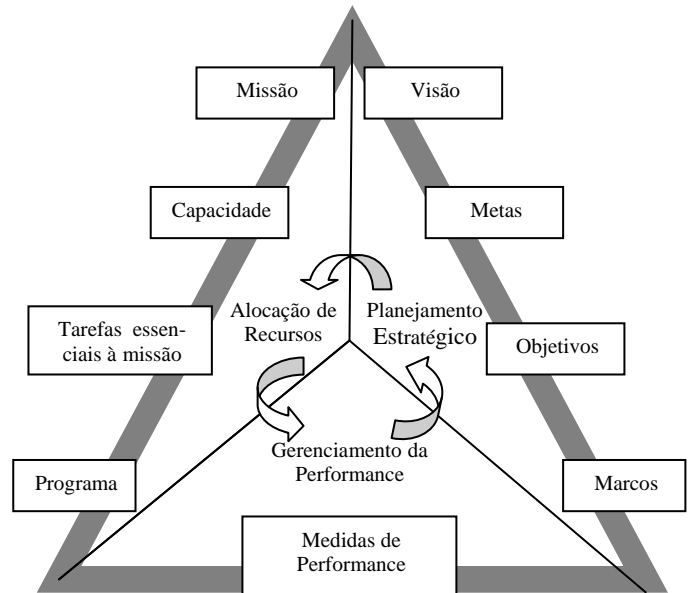 Missão
Visão
Capacidade
Metas
Alocação de
Recursos
Planejamento
Estratégico
Tarefas essen-
ciais à missão
Objetivos
Gerenciamento da
Performance
Programa
Marcos
Medidas de
Performance